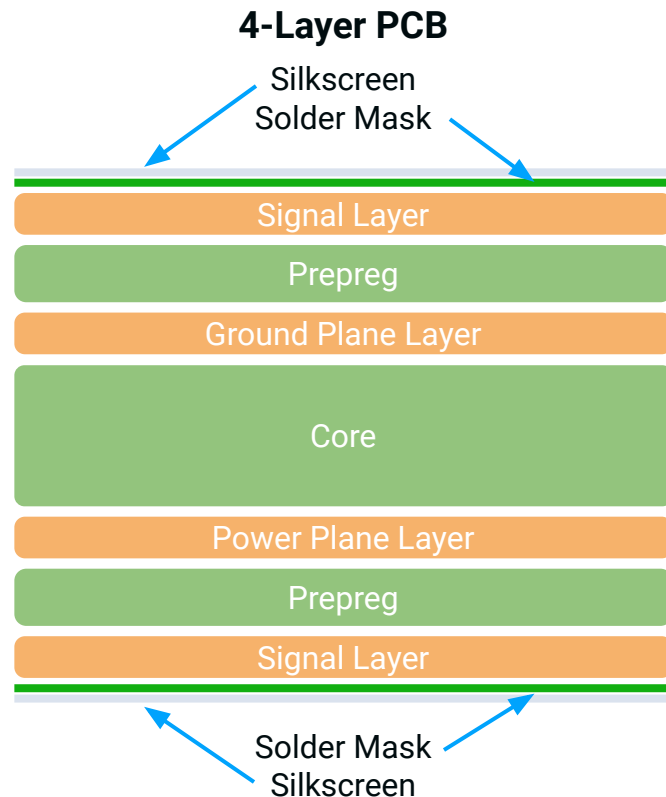 4-Layer PCB
Silkscreen
Solder Mask
Signal Layer
Prepreg
Ground Plane Layer
Core
Power Plane Layer
Prepreg
Signal Layer
Solder Mask
Silkscreen